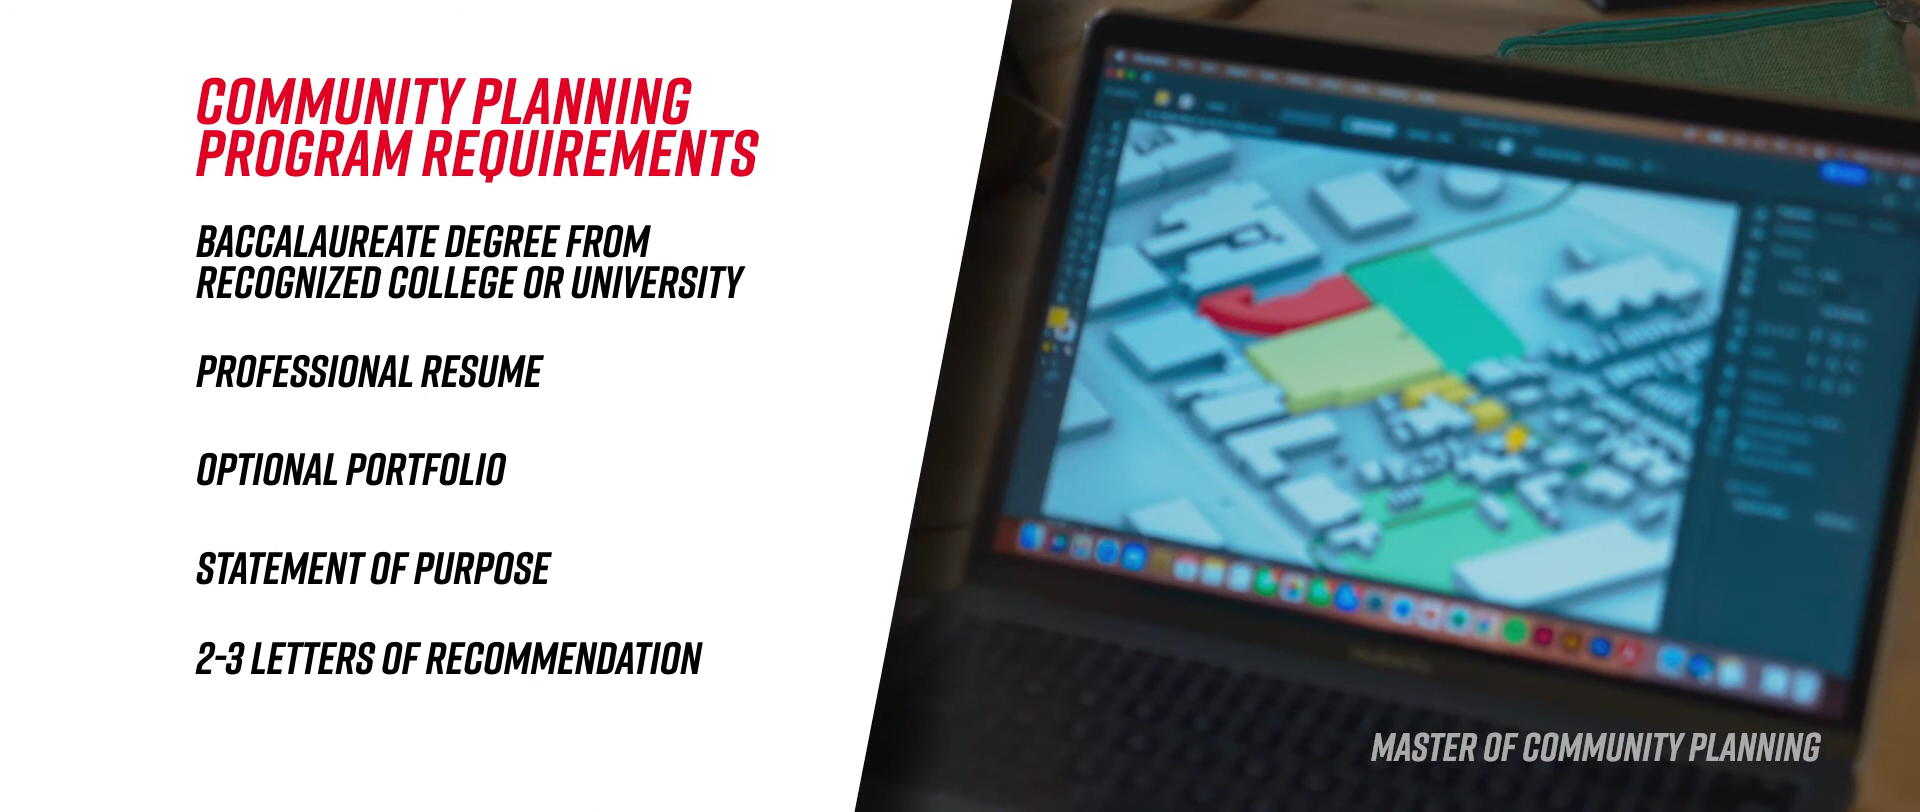 COMMUNITY PLANNING
PROGRAM REQUIREMENTS
BACCALAUREATE DEGREE FROM
RECOGNIZED COLLEGE OR UNIVERSITY
PROFESSIONAL RESUME
OPTIONAL PORTFOLIO
STATEMENT OF PURPOSE
2-3 LETTERS OF RECOMMENDATION
MASTER OF COMMUNITY PLANNING